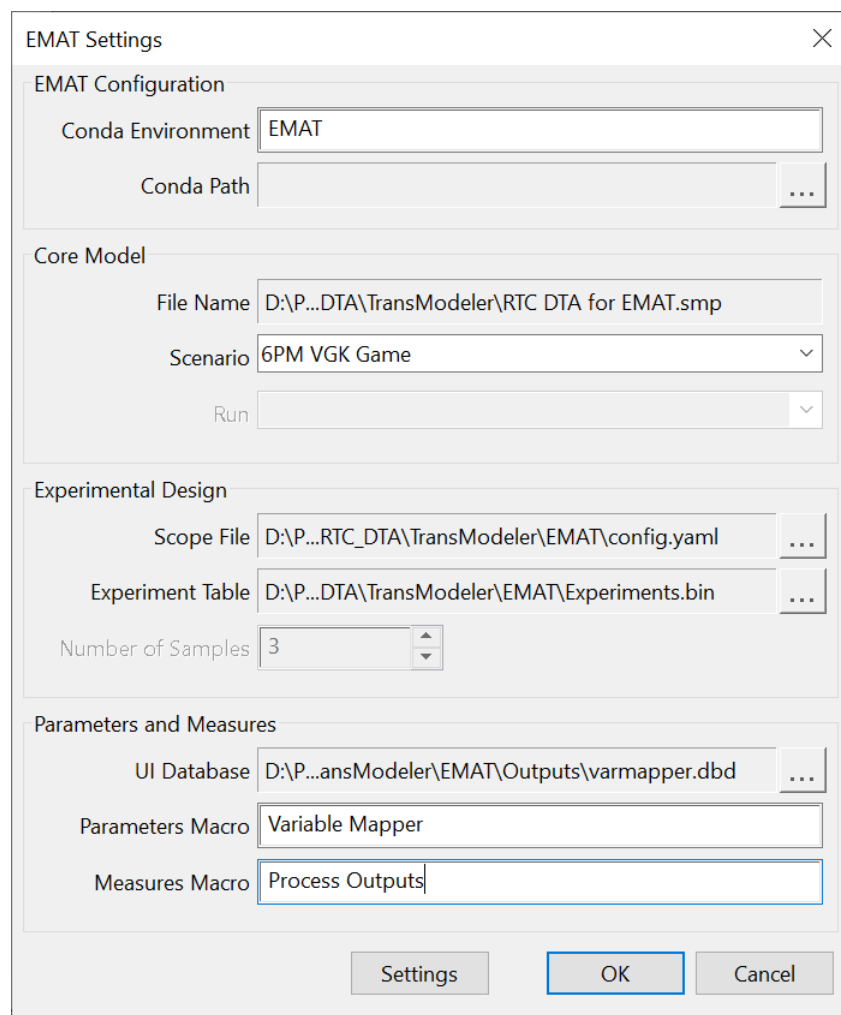 EMAT Settings
EMAT Configuration
Conda Environment EMAT
Conda Path ...
Core Model
File Name D:\P...DTA\TransModeler\RTC DTA for EMAT.smp
Scenario 6PM VGK Game
Run
Experimental Design
Scope File D:\P...RTC_DTA\TransModeler\EMAT\config.yaml ...
Experiment Table D:\P...DTA\TransModeler\EMAT\Experiments.bin ...
Number of Samples 3
Parameters and Measures
UI Database D:\P...ansModeler\EMAT\Outputs\varmapper.dbd ...
Parameters Macro Variable Mapper
Measures Macro Process Outputs
Settings OK Cancel